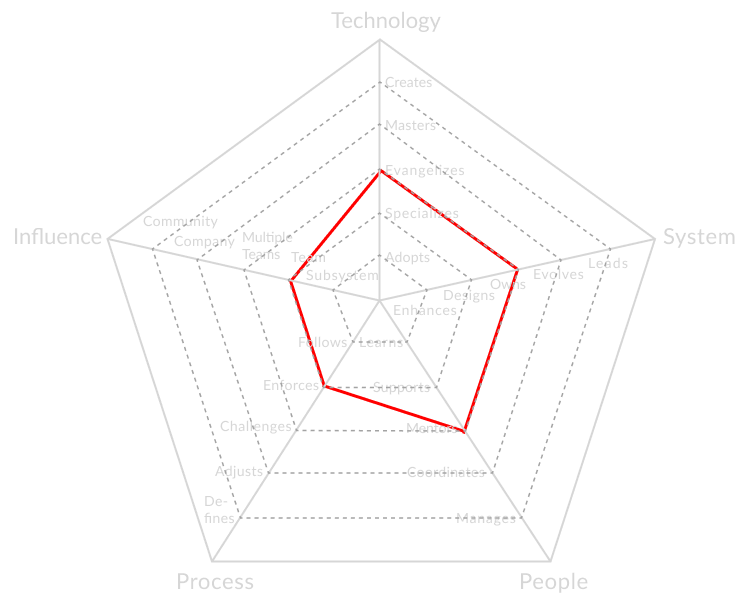 Technology
Creates
Masters
Evangelizes
Specializes
Adopts
Influence
Community
Company
Multiple
Teams
Team
Subsystem
System
Leads
Evolves
Owns
Designs
Enhances
Follows
Learns
Enforces
Supports
Challenges
Mentors
Adjusts
Coordinates
De-
fines
Manages
Process
People